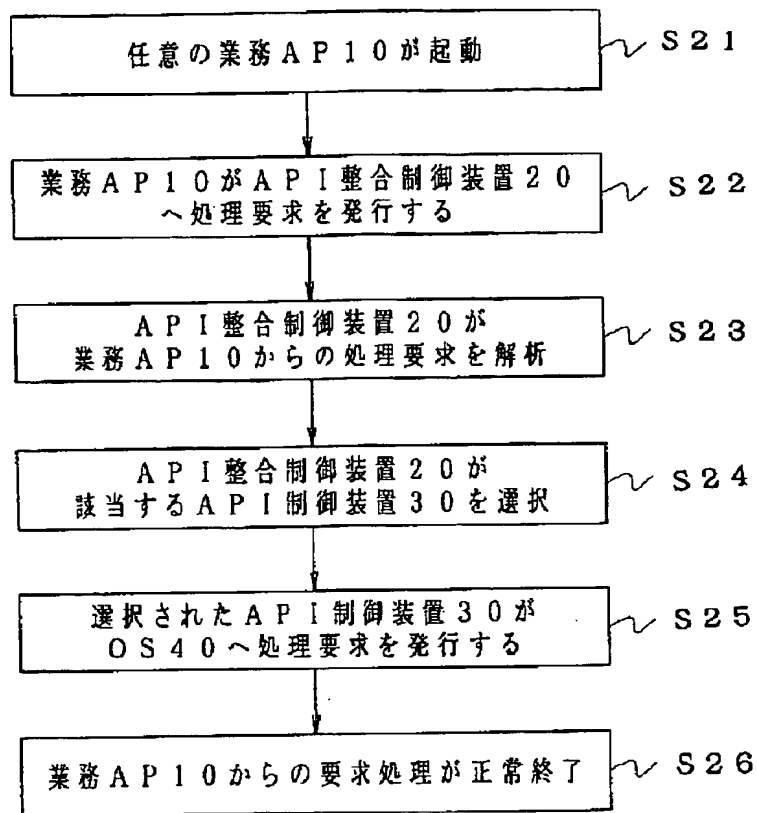 任意の業務AP10が起動
S21
業務AP10がAPI整合制御装置20
へ処理要求を発行する
S22
API整合制御装置20が
業務AP10からの処理要求を解析
S23
API整合制御装置20が
該当するAPI制御装置30を選択
S24
選択されたAPI制御装置30が
OS40へ処理要求を発行する
S25
業務AP10からの要求処理が正常終了
S26